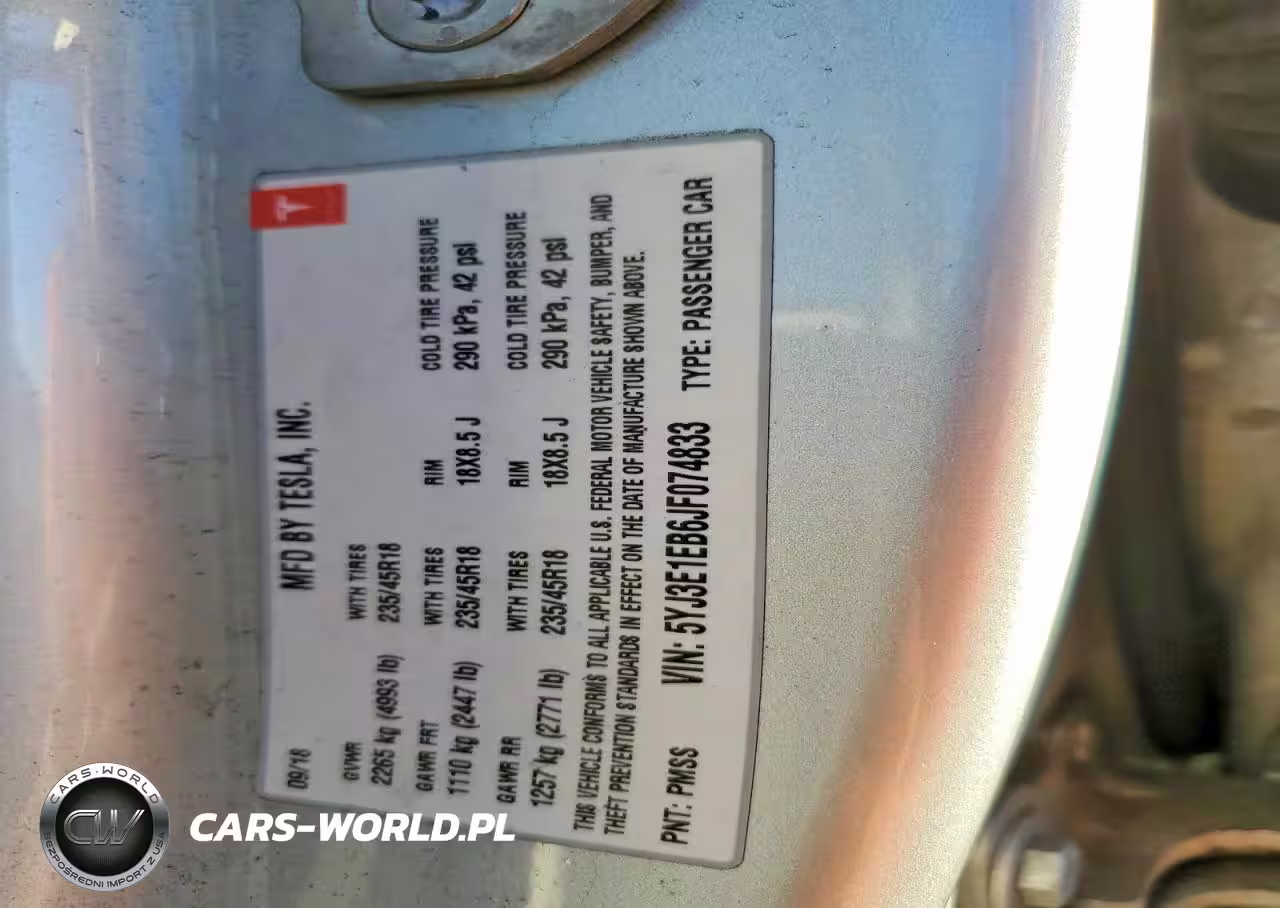 MFD BY TESLA, INC.
09/18
GVWR WITH TIRES
2265 kg (4993 lb) 235/45R18
GAWR FRT WITH TIRES RIM COLD TIRE PRESSURE
1110 kg (2447 lb) 235/45R18 18X8.5 J 290 kPa, 42 psi
GAWR RR WITH TIRES RIM COLD TIRE PRESSURE
1257 kg (2771 lb) 235/45R18 18X8.5 J 290 kPa, 42 psi
THIS VEHICLE CONFORMS TO ALL APPLICABLE U.S. FEDERAL MOTOR VEHICLE SAFETY, BUMPER, AND
THEFT PREVENTION STANDARDS IN EFFECT ON THE DATE OF MANUFACTURE SHOWN ABOVE.
PNT: PMSS VIN: 5YJ3E1EB6JF074833 TYPE: PASSENGER CAR
CARS-WORLD
CW
BEZPOŚREDNI IMPORT Z USA
CARS-WORLD.PL